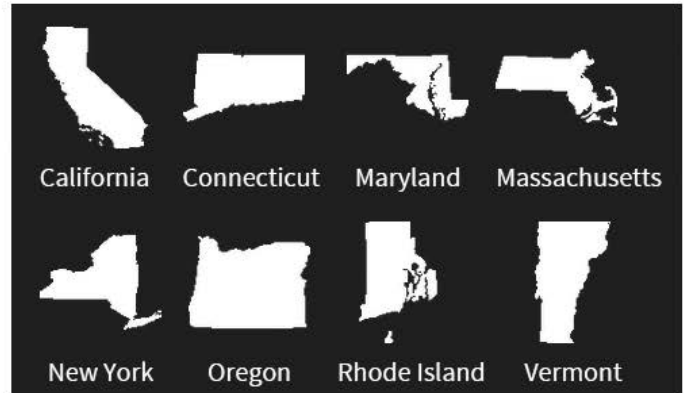 California Connecticut Maryland Massachusetts
New York Oregon Rhode Island Vermont